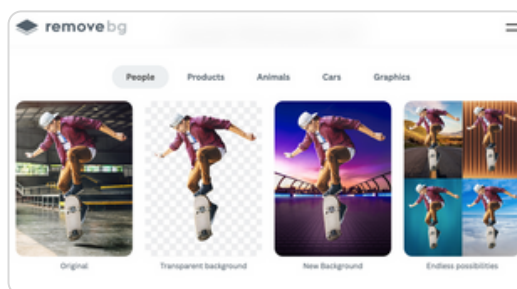 remove bg
People Products Animals Cars Graphics
Original Transparent background New Background Endless possibilities